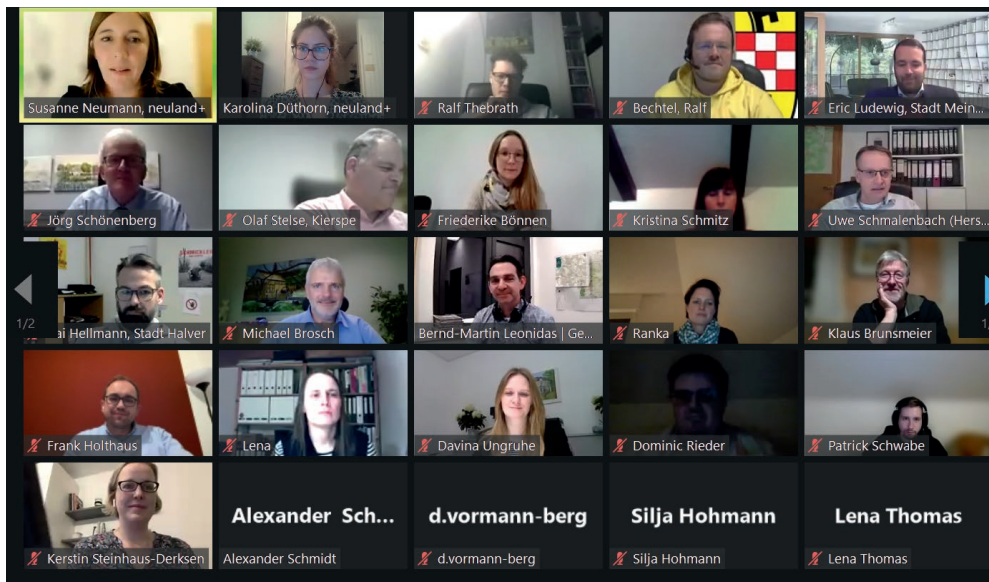 Susanne Neumann, neuland+
Karolina Düthorn, neuland+
Ralf Thebrath
Bechtel, Ralf
Eric Ludewig, Stadt Mein...
Jörg Schönenberg
Olaf Stelse, Kierspe
Friederike Bönnen
Kristina Schmitz
Uwe Schmalenbach (Hers...
1/2
ai Hellmann, Stadt Halver
Michael Brosch
Bernd-Martin Leonidas | Ge...
Ranka
Klaus Brunsmeier
Frank Holthaus
Lena
Davina Ungruhe
Dominic Rieder
Patrick Schwabe
Kerstin Steinhaus-Derksen
Alexander Sch...
Alexander Schmidt
d.vormann-berg
d.vormann-berg
Silja Hohmann
Silja Hohmann
Lena Thomas
Lena Thomas